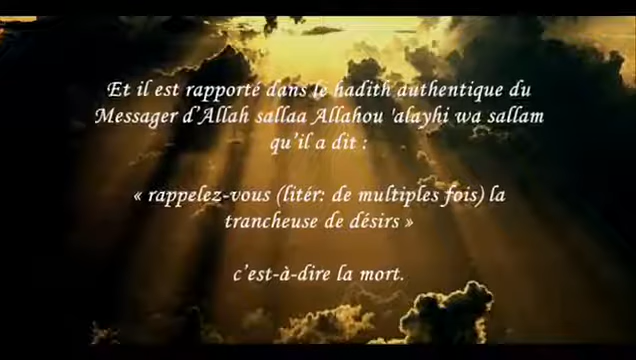 Et il est rapporté dans le hadith authentique du
Messager d'Allah sallaa Allahou 'alayhi wa sallam
qu'il a dit :
« rappelez-vous (litér: de multiples fois) la
trancheuse de désirs »
c'est-à-dire la mort.